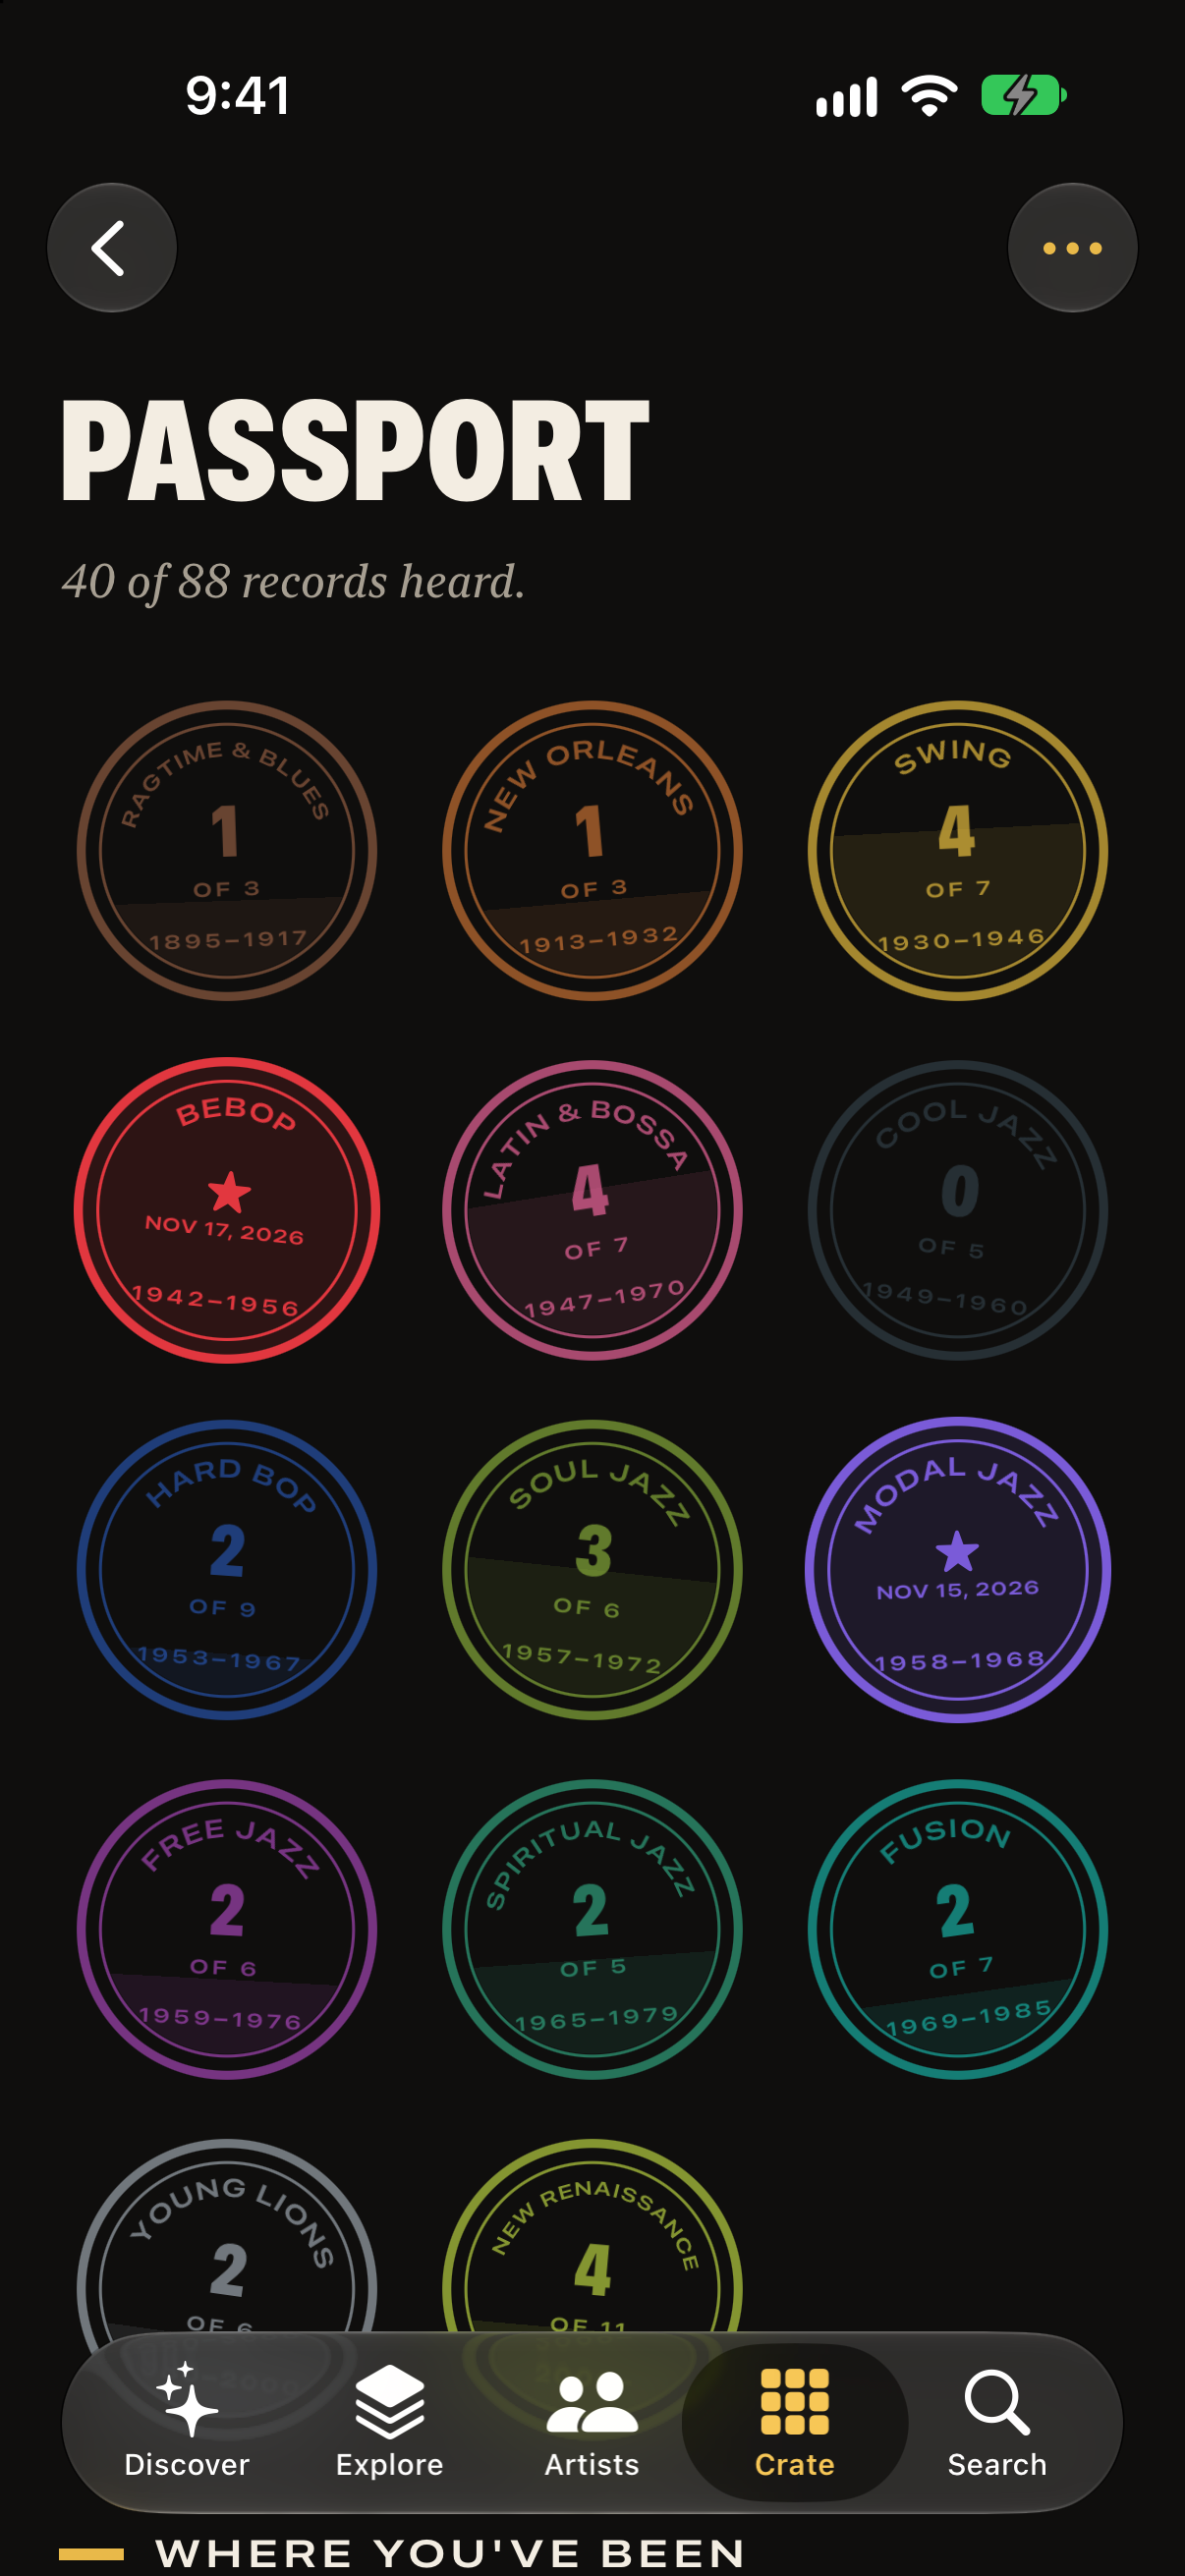 9:41
PASSPORT
40 of 88 records heard.
RAGTIME & BLUES
1
OF 3
1895–1917
NEW ORLEANS
1
OF 3
1913–1932
SWING
4
OF 7
1930–1946
BEBOP
NOV 17, 2026
1942–1956
LATIN & BOSSA
4
OF 7
1947–1970
COOL JAZZ
0
OF 5
1949–1960
HARD BOP
2
OF 9
1953–1967
SOUL JAZZ
3
OF 6
1957–1972
MODAL JAZZ
NOV 15, 2026
1958–1968
FREE JAZZ
2
OF 6
1959–1976
SPIRITUAL JAZZ
2
OF 5
1965–1979
FUSION
2
OF 7
1969–1985
YOUNG LIONS
2
OF 6
NEW RENAISSANCE
4
OF 11
Discover
Explore
Artists
Crate
Search
WHERE YOU'VE BEEN